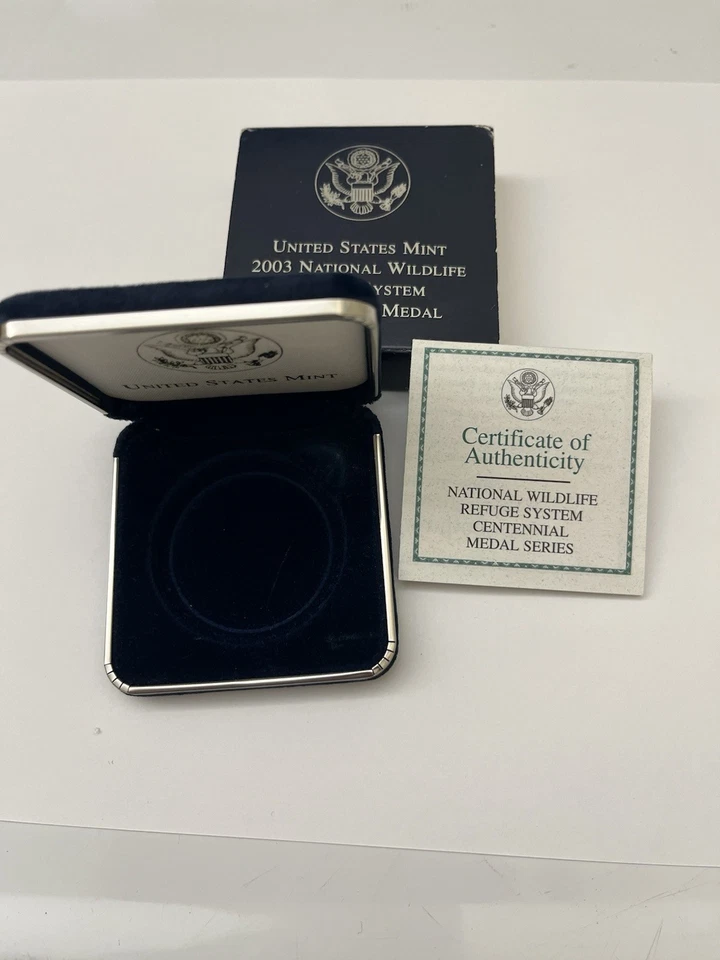 UNITED STATES MINT
2003 NATIONAL WILDLIFE
SYSTEM
MEDAL
UNITED STATES MINT
Certificate of
Authenticity
NATIONAL WILDLIFE
REFUGE SYSTEM
CENTENNIAL
MEDAL SERIES